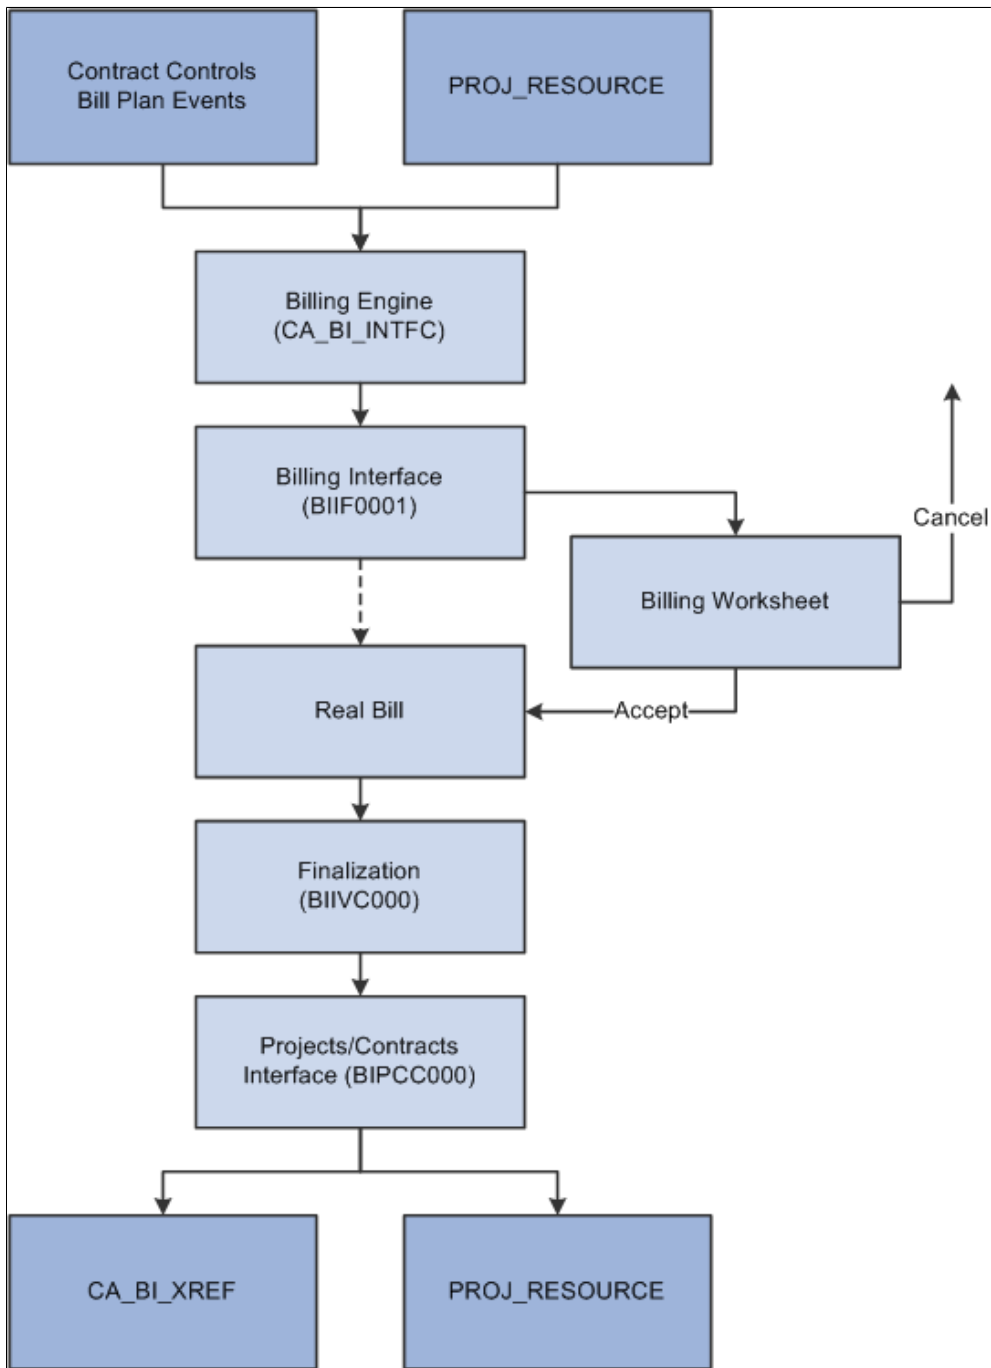 Contract Controls
Bill Plan Events
PROJ_RESOURCE
Billing Engine
(CA_BI_INTFC)
Billing Interface
(BIIF0001)
Cancel
Billing Worksheet
Real Bill
Accept
Finalization
(BIIVC000)
Projects/Contracts
Interface (BIPCC000)
CA_BI_XREF
PROJ_RESOURCE